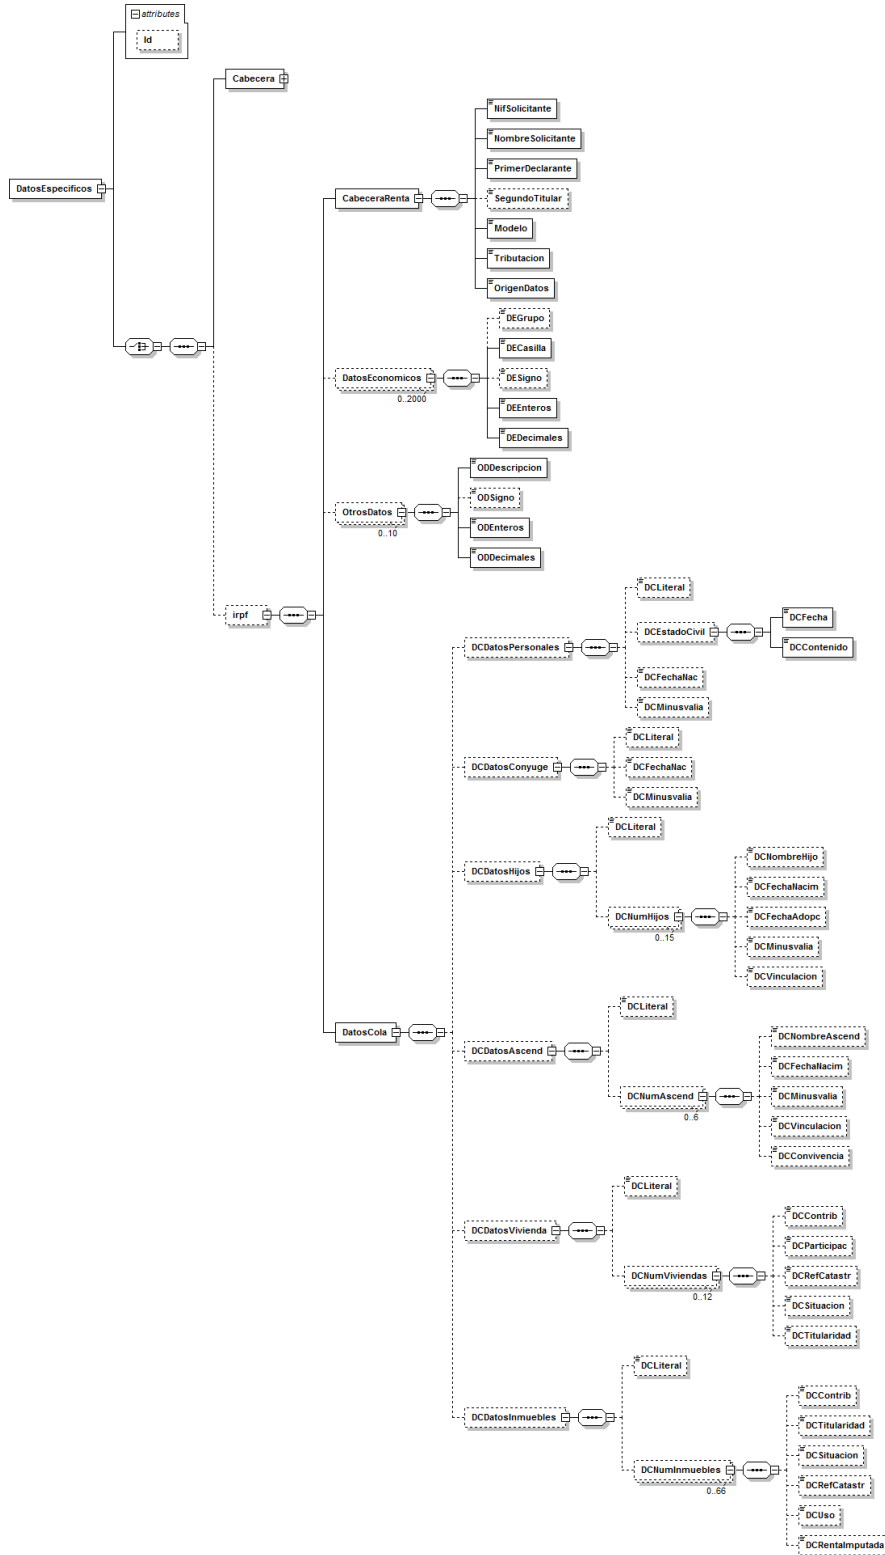 attributes
Id
Cabecera
NifSolicitante
NombreSolicitante
PrimerDeclarante
DatosEspecificos
CabeceraRenta
SegundoTitular
Modelo
Tributacion
OrigenDatos
DEGrupo
DECasilla
DatosEconomicos
0..2000
DESigno
DEEnteros
DEDecimales
ODDescripcion
ODSigno
OtrosDatos
0..10
ODEnteros
ODDecimales
irpf
DCLiteral
DCFecha
DCDatosPersonales
DCEstadoCivil
DCContenido
DCFechaNac
DCMinusvalia
DCLiteral
DCDatosConyuge
DCFechaNac
DCMinusvalia
DCLiteral
DCDatosHijos
DCNombreHijo
DCFechaNacim
DCNumHijos
0..15
DCFechaAdopc
DCMinusvalia
DCVinculacion
DatosCola
DCLiteral
DCDatosAscend
DCNombreAscend
DCFechaNacim
DCNumAscend
0..6
DCMinusvalia
DCVinculacion
DCConvivencia
DCLiteral
DCDatosVivienda
DCContrib
DCParticipac
DCNumViviendas
0..12
DCRefCatastr
DCSituacion
DCTitularidad
DCLiteral
DCDatosInmuebles
DCContrib
DCTitularidad
DCSituacion
DCNumInmuebles
0..66
DCRefCatastr
DCUso
DCRentaImputada